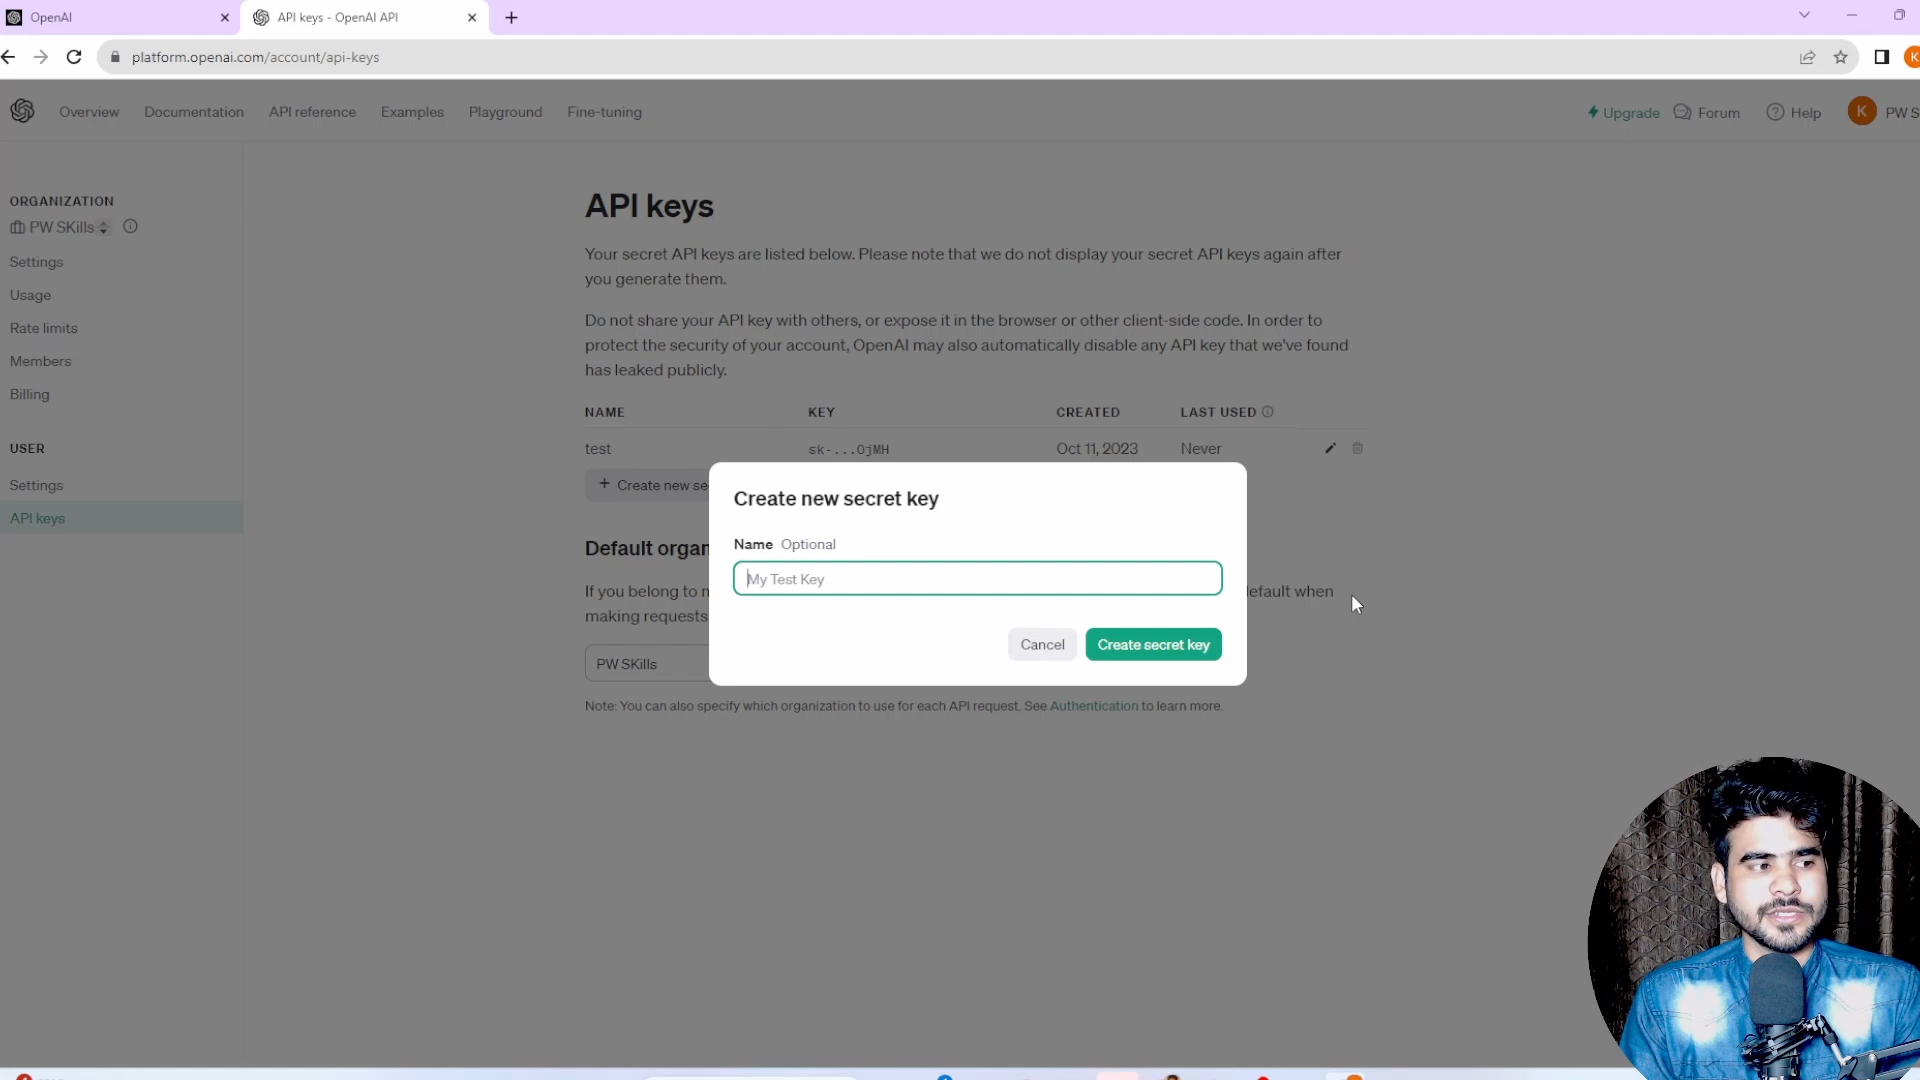 OpenAI
API keys - OpenAI API
platform.openai.com/account/api-keys
Overview
Documentation
API reference
Examples
Playground
Fine-tuning
Upgrade
Forum
Help
K
PW S
ORGANIZATION
PW SKills
Settings
Usage
Rate limits
Members
Billing
USER
Settings
API keys
API keys
Your secret API keys are listed below. Please note that we do not display your secret API keys again after
you generate them.
Do not share your API key with others, or expose it in the browser or other client-side code. In order to
protect the security of your account, OpenAI may also automatically disable any API key that we've found
has leaked publicly.
NAME KEY CREATED LAST USED
test sk-...OjMH Oct 11, 2023 Never
+ Create new se
Create new secret key
Name Optional
My Test Key
Cancel
Create secret key
Default organ
If you belong to m efault when
making requests
PW SKills
Note: You can also specify which organization to use for each API request. See Authentication to learn more.